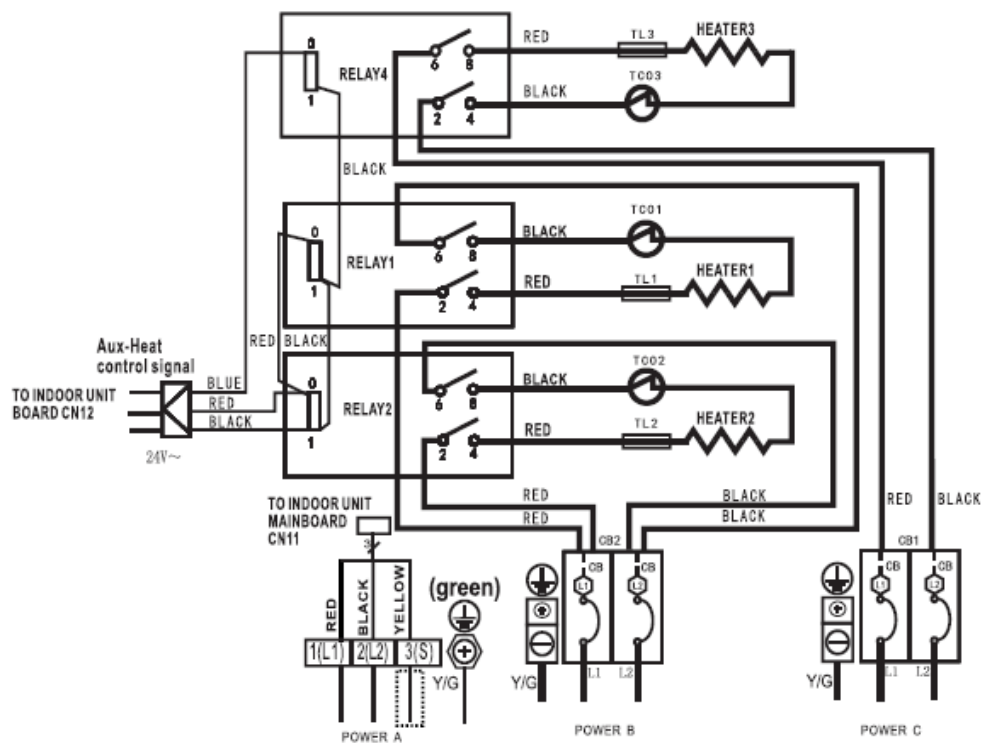 HEATER3
RED
TL3
0
RELAY4
6
8
TCO3
BLACK
1
2
4
BLACK
TCO1
0
BLACK
RELAY1
6
8
HEATER1
RED
TL1
1
2
4
RED
BLACK
Aux-Heat
control signal
TCO2
0
BLUE
BLACK
TO INDOOR UNIT
BOARD CN12
RED
RELAY2
6
8
HEATER2
BLACK
RED
TL2
1
2
4
24V～
RED
BLACK
RED
BLACK
TO INDOOR UNIT
MAINBOARD
CN11
RED
BLACK
3
CB2
CB1
CB
CB
CB
CB
L1
L2
L1
L2
(green)
RED
BLACK
YELLOW
1(L1)
2(L2)
3(S)
Y/G
Y/G
L1
L2
Y/G
L1
L2
POWER A
POWER B
POWER C